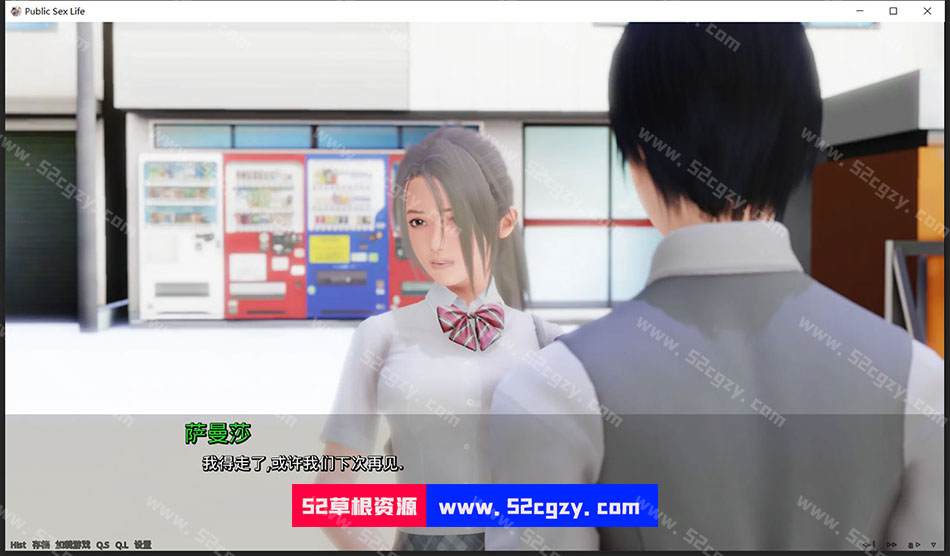 Public Sex Life
萨曼莎
我得走了,或许我们下次再见.
52草根资源 www.52cgzy.com
Hist 存档 加载游戏 Q.S Q.L 设置